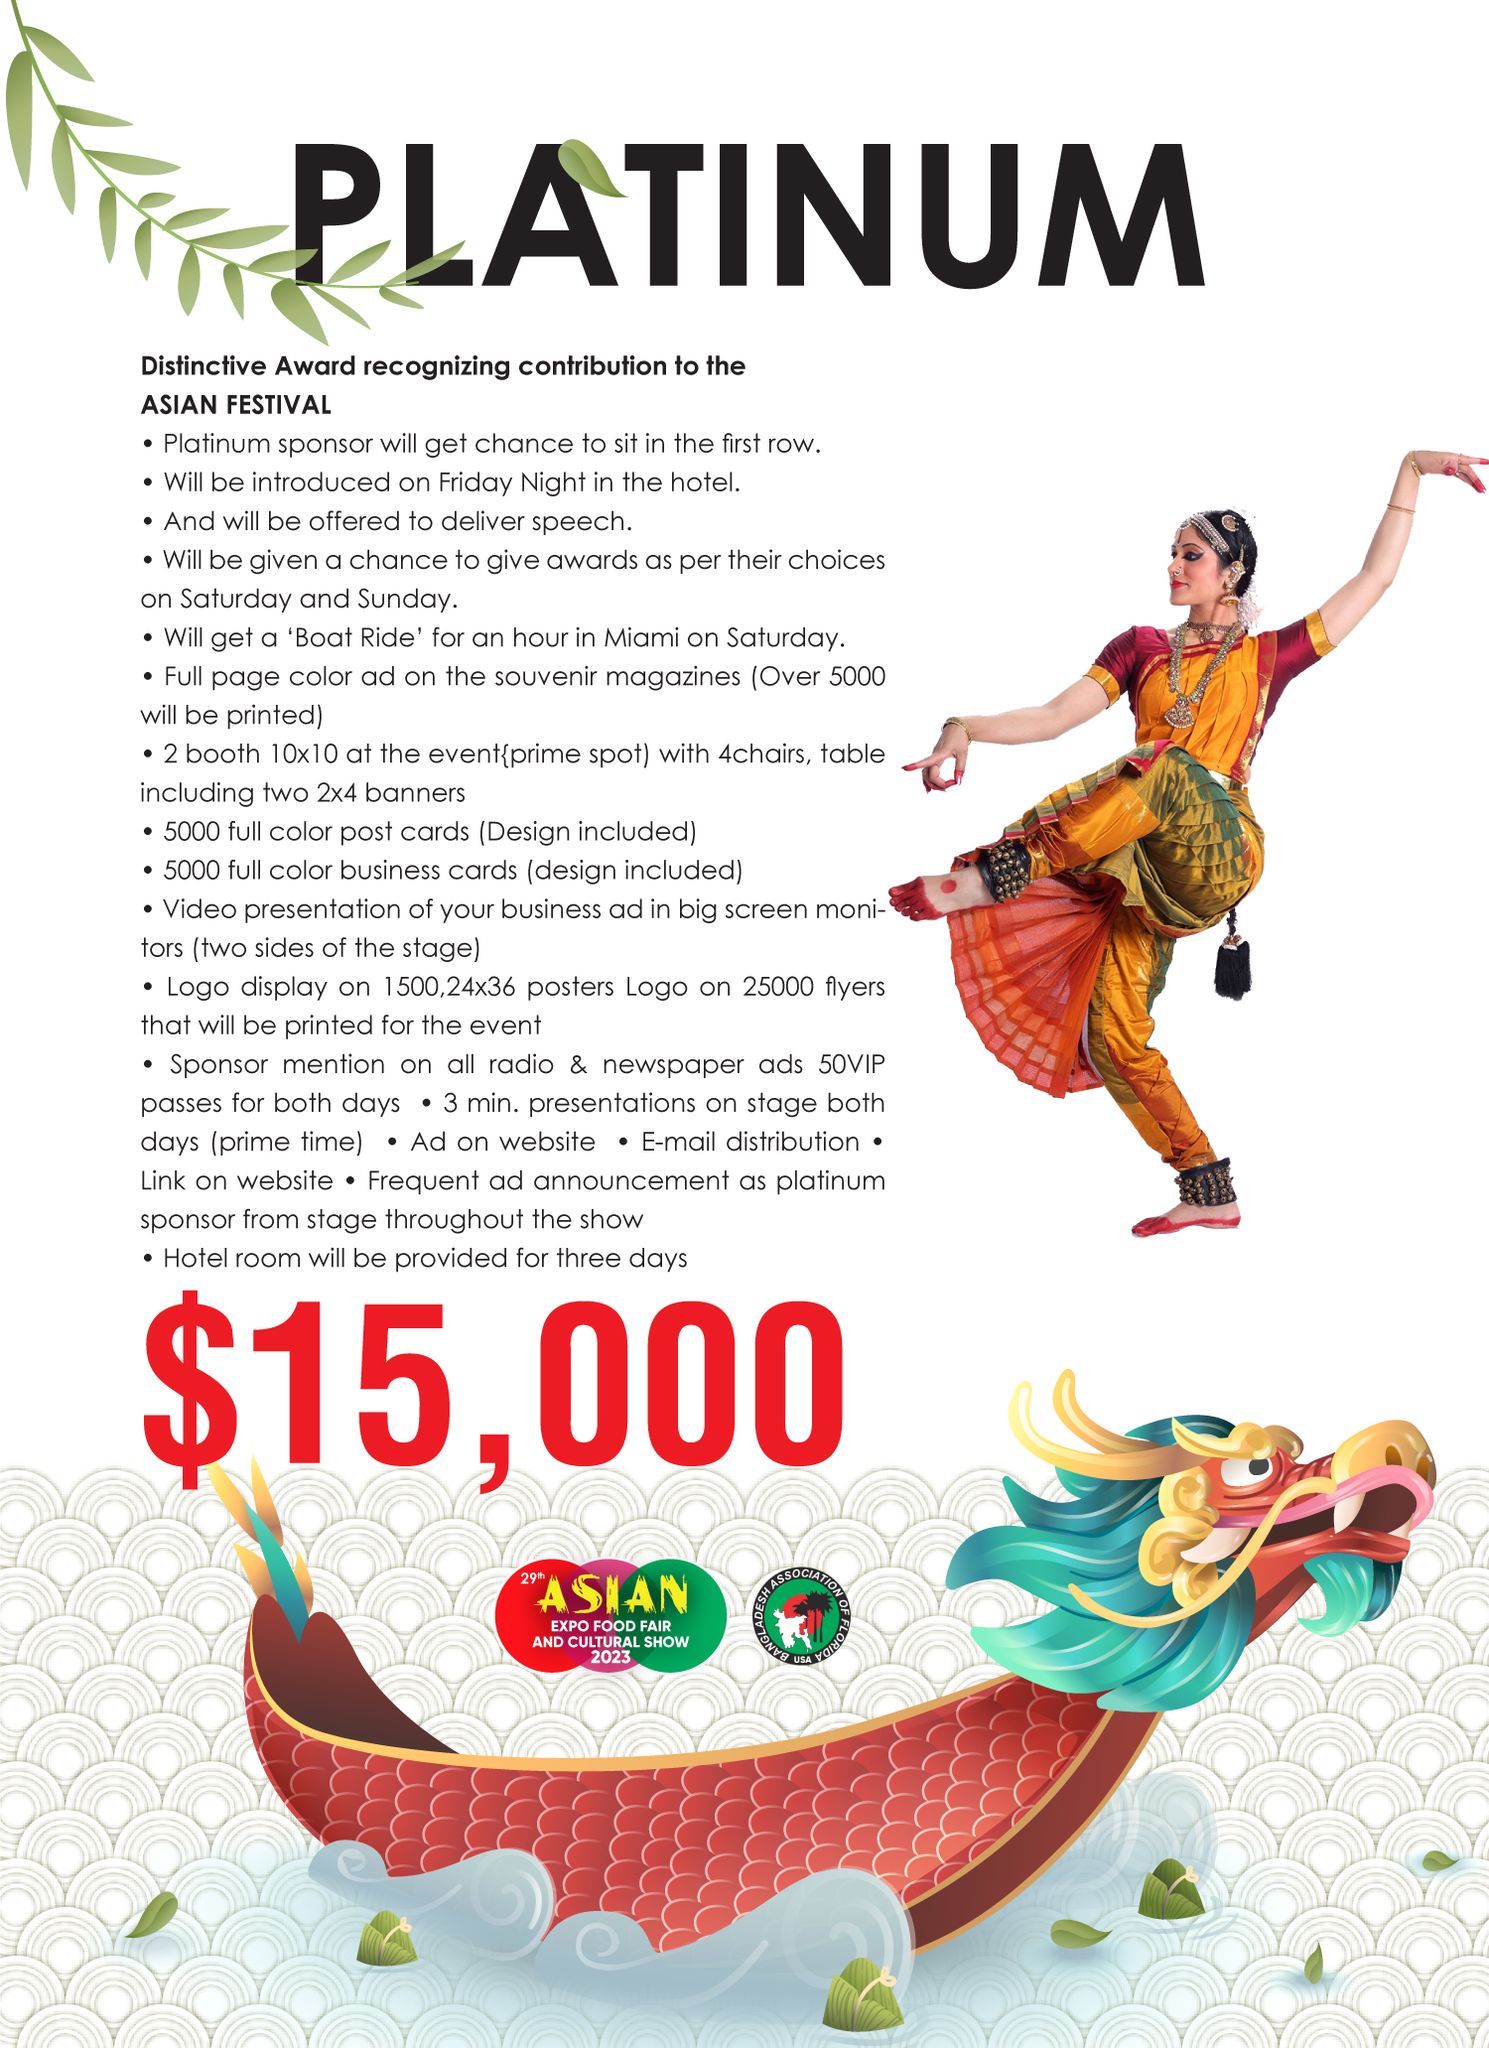 PLATINUM
Distinctive Award recognizing contribution to the
ASIAN FESTIVAL
• Platinum sponsor will get chance to sit in the first row.
• Will be introduced on Friday Night in the hotel.
• And will be offered to deliver speech.
• Will be given a chance to give awards as per their choices
on Saturday and Sunday.
• Will get a ‘Boat Ride’ for an hour in Miami on Saturday.
• Full page color ad on the souvenir magazines (Over 5000
will be printed)
• 2 booth 10x10 at the event{prime spot) with 4chairs, table
including two 2x4 banners
• 5000 full color post cards (Design included)
• 5000 full color business cards (design included)
• Video presentation of your business ad in big screen moni-
tors (two sides of the stage)
• Logo display on 1500,24x36 posters Logo on 25000 flyers
that will be printed for the event
• Sponsor mention on all radio & newspaper ads 50VIP
passes for both days • 3 min. presentations on stage both
days (prime time) • Ad on website • E-mail distribution •
Link on website • Frequent ad announcement as platinum
sponsor from stage throughout the show
• Hotel room will be provided for three days
$15,000
29th ASIAN
EXPO FOOD FAIR
AND CULTURAL SHOW
2023
BANGLADESH ASSOCIATION OF FLORIDA
USA